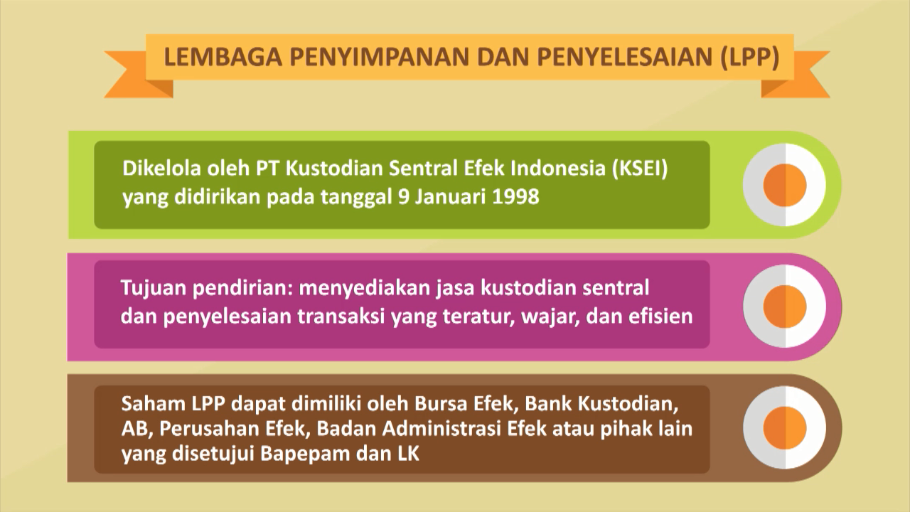 LEMBAGA PENYIMPANAN DAN PENYELESAIAN (LPP)
Dikelola oleh PT Kustodian Sentral Efek Indonesia (KSEI)
yang didirikan pada tanggal 9 Januari 1998
Tujuan pendirian: menyediakan jasa kustodian sentral
dan penyelesaian transaksi yang teratur, wajar, dan efisien
Saham LPP dapat dimiliki oleh Bursa Efek, Bank Kustodian,
AB, Perusahan Efek, Badan Administrasi Efek atau pihak lain
yang disetujui Bapepam dan LK